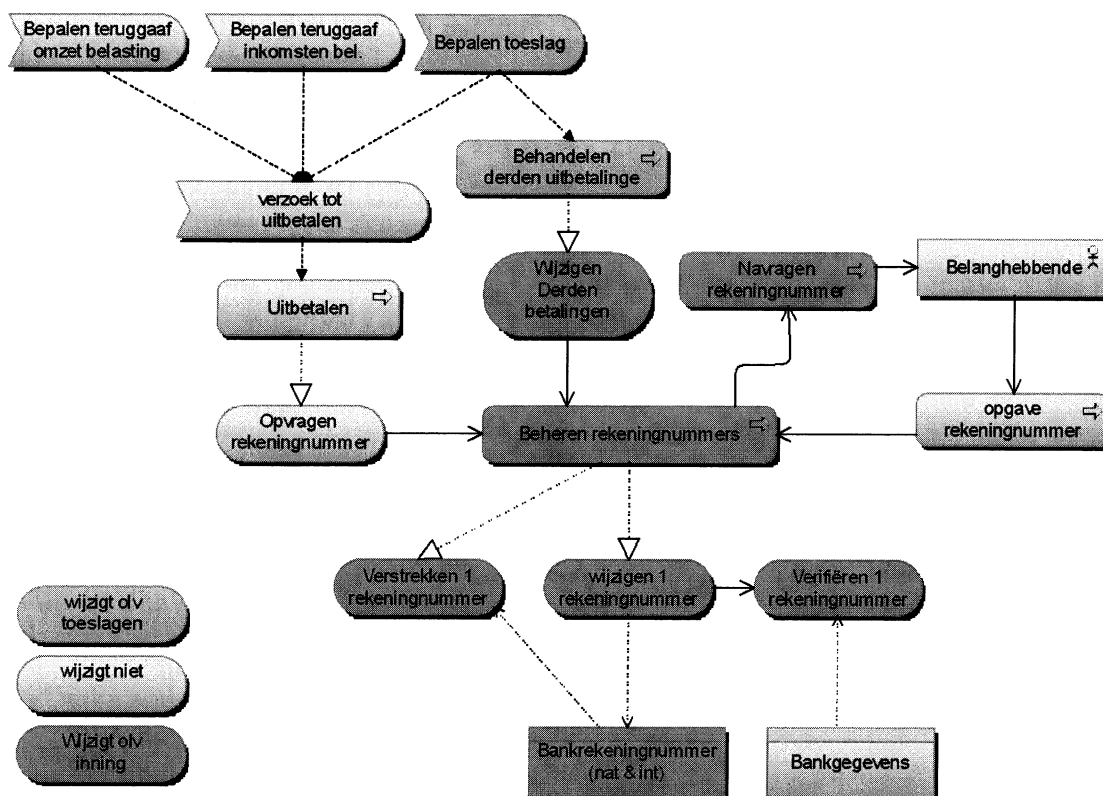 Bepalen teruggaaf
omzet belasting
Bepalen teruggaaf
inkomsten bel.
Bepalen toeslag
Behandelen
derden uitbetalinge
verzoek tot
uitbetalen
Wijzigen
Derden
betalingen
Navragen
rekeningnummer
Belanghebbende
Uitbetalen
Opvragen
rekeningnummer
Beheren rekeningnummers
opgave
rekeningnummer
Verstrekken 1
rekeningnummer
wijzigen 1
rekeningnummer
Verifiëren 1
rekeningnummer
wijzigt olv
toeslagen
wijzigt niet
Wijzigt olv
inning
Bankrekeningnummer
(nat & int)
Bankgegevens